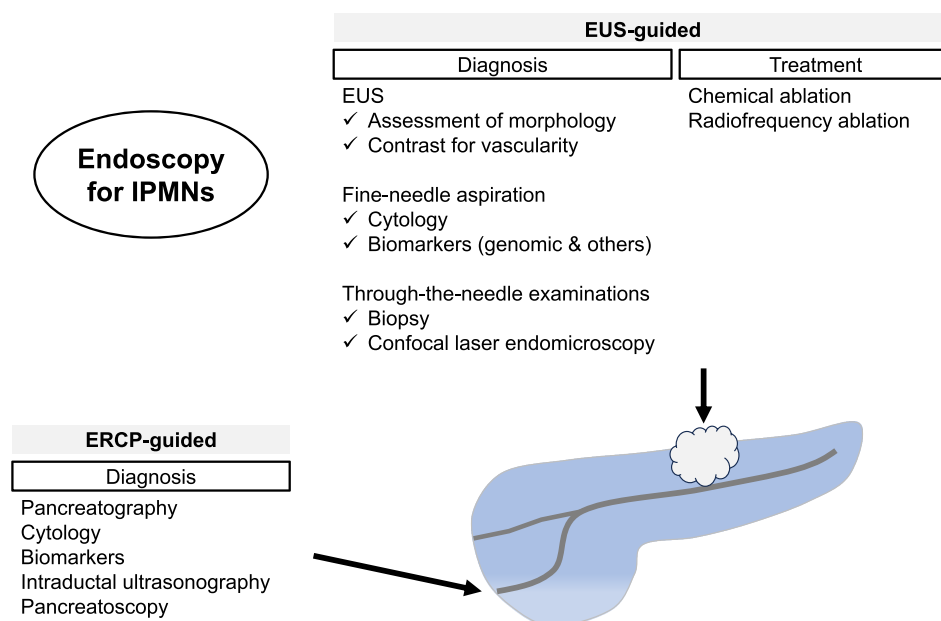 EUS-guided
Diagnosis
Treatment
EUS
✓ Assessment of morphology
✓ Contrast for vascularity
Fine-needle aspiration
✓ Cytology
✓ Biomarkers (genomic & others)
Through-the-needle examinations
✓ Biopsy
✓ Confocal laser endomicroscopy
Chemical ablation
Radiofrequency ablation
Endoscopy
for IPMNs
ERCP-guided
Diagnosis
Pancreatography
Cytology
Biomarkers
Intraductal ultrasonography
Pancreatoscopy